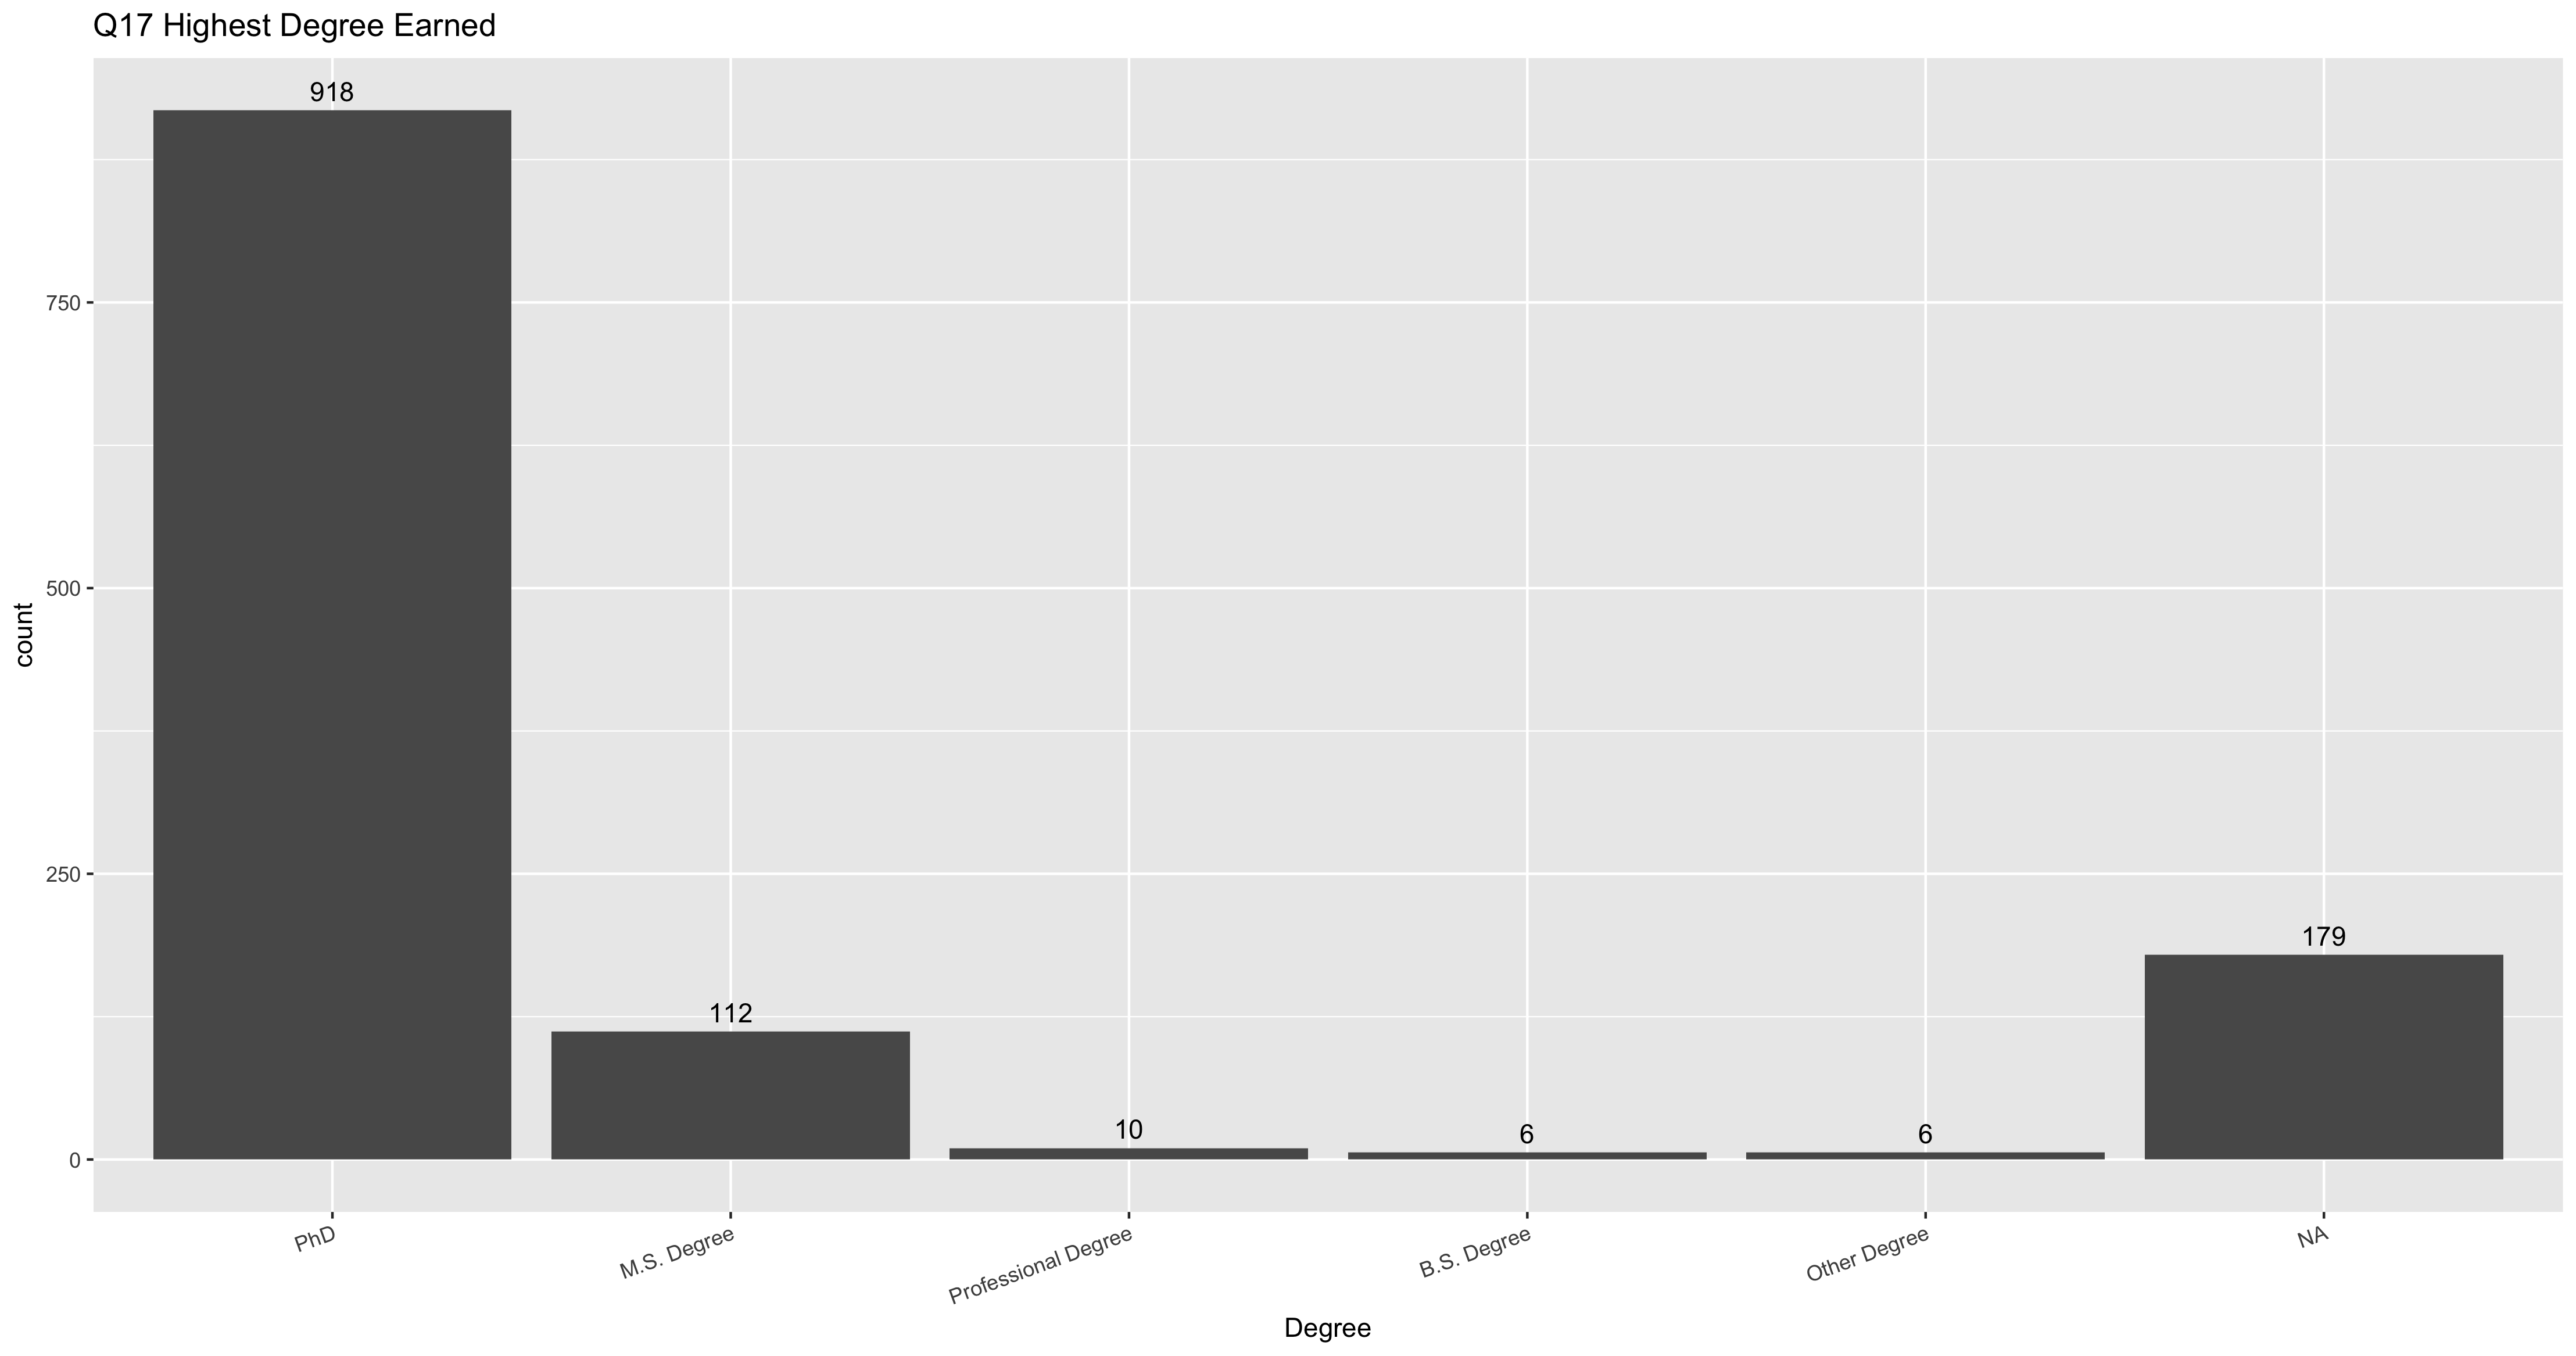 Q17 Highest Degree Earned
918
750
500
250
0
count
112
10
6
6
179
PhD
M.S. Degree
Professional Degree
B.S. Degree
Other Degree
NA
Degree